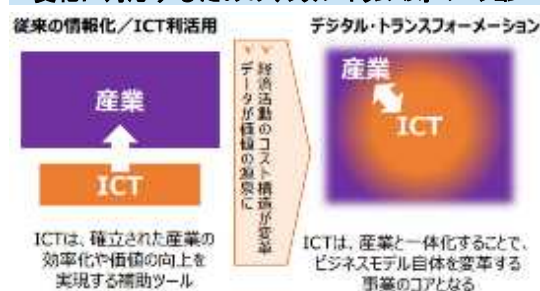 従来の情報化／ICT利活用
デジタル・トランスフォーメーション
産業
ICT
ICTは、確立された産業の
効率化や価値の向上を
実現する補助ツール
経済活動のコスト構造が変革
データが価値の源泉に
産業
ICT
ICTは、産業と一体化することで、
ビジネスモデル自体を変革する
事業のコアとなる